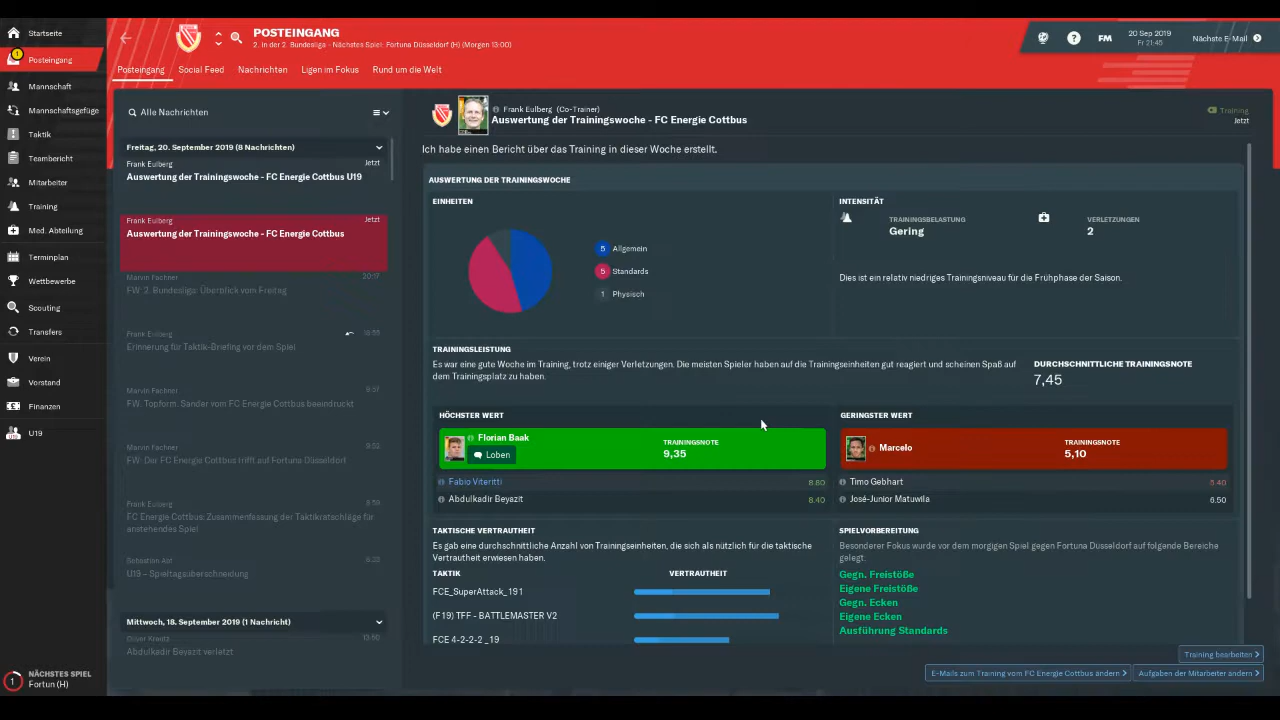 Startseite
1
Posteingang
Mannschaft
Mannschaftsgefüge
Taktik
Teambericht
Mitarbeiter
Training
Med. Abteilung
Terminplan
Wettbewerbe
Scouting
Transfers
Verein
Vorstand
Finanzen
U19
1
NÄCHSTES SPIEL
Fortun (H)
POSTEINGANG
2. in der 2. Bundesliga - Nächstes Spiel: Fortuna Düsseldorf (H) (Morgen 13:00)
?
FM
20 Sep 2019
Fr 21:45
Nächste E-Mail
Posteingang
Social Feed
Nachrichten
Ligen im Fokus
Rund um die Welt
Alle Nachrichten
Freitag, 20. September 2019 (8 Nachrichten)
Frank Eulberg
Jetzt
Auswertung der Trainingswoche - FC Energie Cottbus U19
Frank Eulberg
Jetzt
Auswertung der Trainingswoche - FC Energie Cottbus
Marvin Fachner
20:17
FW: 2. Bundesliga: Überblick vom Freitag
Frank Eulberg
Erinnerung für Taktik-Briefing vor dem Spiel
Marvin Fachner
FW: Topform: Sander vom FC Energie Cottbus beeindruckt
Marvin Fachner
FW: Der FC Energie Cottbus trifft auf Fortuna Düsseldorf
Frank Eulberg
FC Energie Cottbus: Zusammenfassung der Taktikratschläge für
anstehendes Spiel
Sebastian Abt
U19 - Spieltagsüberschneidung
Mittwoch, 18. September 2019 (1 Nachricht)
Oliver Kreutz
Abdulkadir Beyazit verletzt
Frank Eulberg (Co-Trainer)
Auswertung der Trainingswoche - FC Energie Cottbus
Training
Jetzt
Ich habe einen Bericht über das Training in dieser Woche erstellt.
AUSWERTUNG DER TRAININGSWOCHE
EINHEITEN
5 Allgemein
5 Standards
1 Physisch
INTENSITÄT
TRAININGSBELASTUNG
Gering
VERLETZUNGEN
2
Dies ist ein relativ niedriges Trainingsniveau für die Frühphase der Saison.
TRAININGSLEISTUNG
Es war eine gute Woche im Training, trotz einiger Verletzungen. Die meisten Spieler haben auf die Trainingseinheiten gut reagiert und scheinen Spaß auf
dem Trainingsplatz zu haben.
DURCHSCHNITTLICHE TRAININGSNOTE
7,45
HÖCHSTER WERT
Florian Baak
Loben
TRAININGSNOTE
9,35
Fabio Viteritti
8.80
Abdulkadir Beyazit
8.40
GERINGSTER WERT
Marcelo
TRAININGSNOTE
5,10
Timo Gebhart
José-Junior Matuwila
6.50
TAKTISCHE VERTRAUTHEIT
Es gab eine durchschnittliche Anzahl von Trainingseinheiten, die sich als nützlich für die taktische
Vertrautheit erwiesen haben.
TAKTIK
VERTRAUTHEIT
FCE_SuperAttack_191
(F19) TFF - BATTLEMASTER V2
FCE 4-2-2-2 _19
SPIELVORBEREITUNG
Besonderer Fokus wurde vor dem morgigen Spiel gegen Fortuna Düsseldorf auf folgende Bereiche
gelegt:
Gegn. Freistöße
Eigene Freistöße
Gegn. Ecken
Eigene Ecken
Ausführung Standards
Training bearbeiten
E-Mails zum Training vom FC Energie Cottbus ändern
Aufgaben der Mitarbeiter ändern